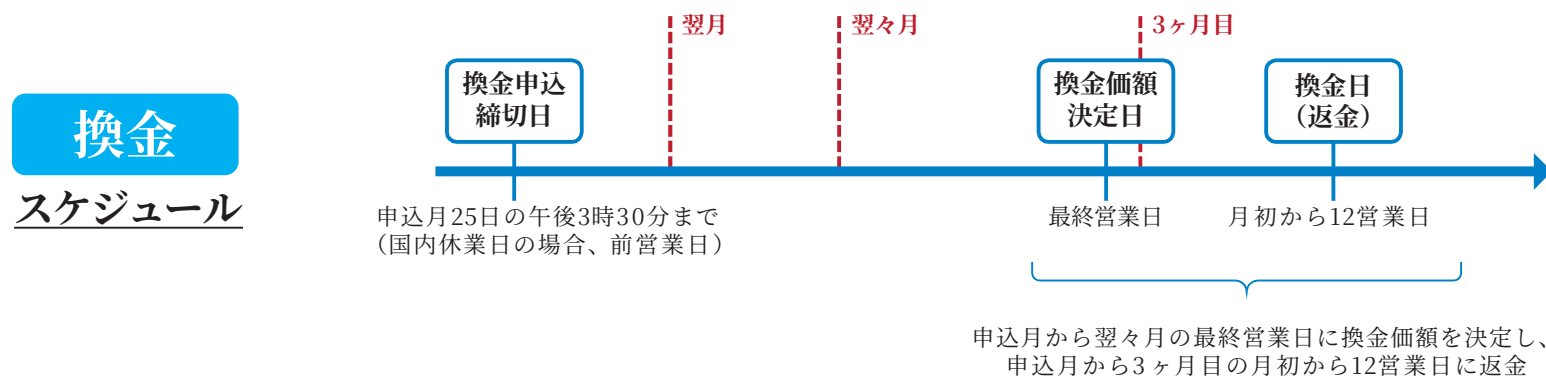 換金
スケジュール
翌月
翌々月
3ヶ月目
換金申込
締切日
換金価額
決定日
換金日
（返金）
申込月25日の午後3時30分まで
（国内休業日の場合、前営業日）
最終営業日
月初から12営業日
申込月から翌々月の最終営業日に換金価額を決定し、
申込月から3ヶ月目の月初から12営業日に返金